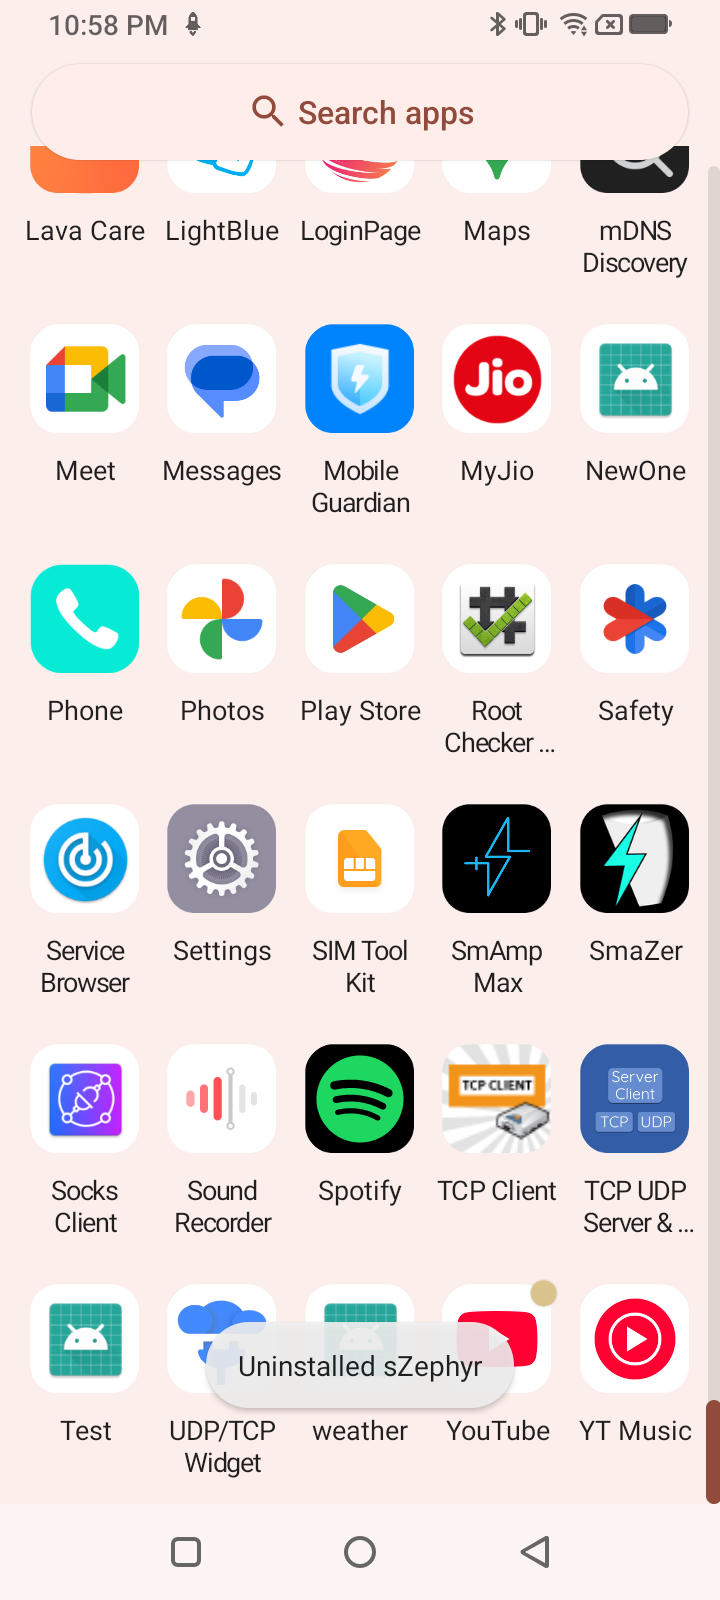 10:58 PM
Search apps
Lava Care
LightBlue
LoginPage
Maps
mDNS
Discovery
Meet
Messages
Mobile
Guardian
Jio
MyJio
NewOne
Phone
Photos
Play Store
Root
Checker ...
Safety
Service
Browser
Settings
SIM Tool
Kit
SmAmp
Max
SmaZer
Socks
Client
Sound
Recorder
Spotify
TCP CLIENT
TCP Client
Server
Client
TCP
UDP
TCP UDP
Server & ...
Test
UDP/TCP
Widget
Uninstalled sZephyr
weather
YouTube
YT Music